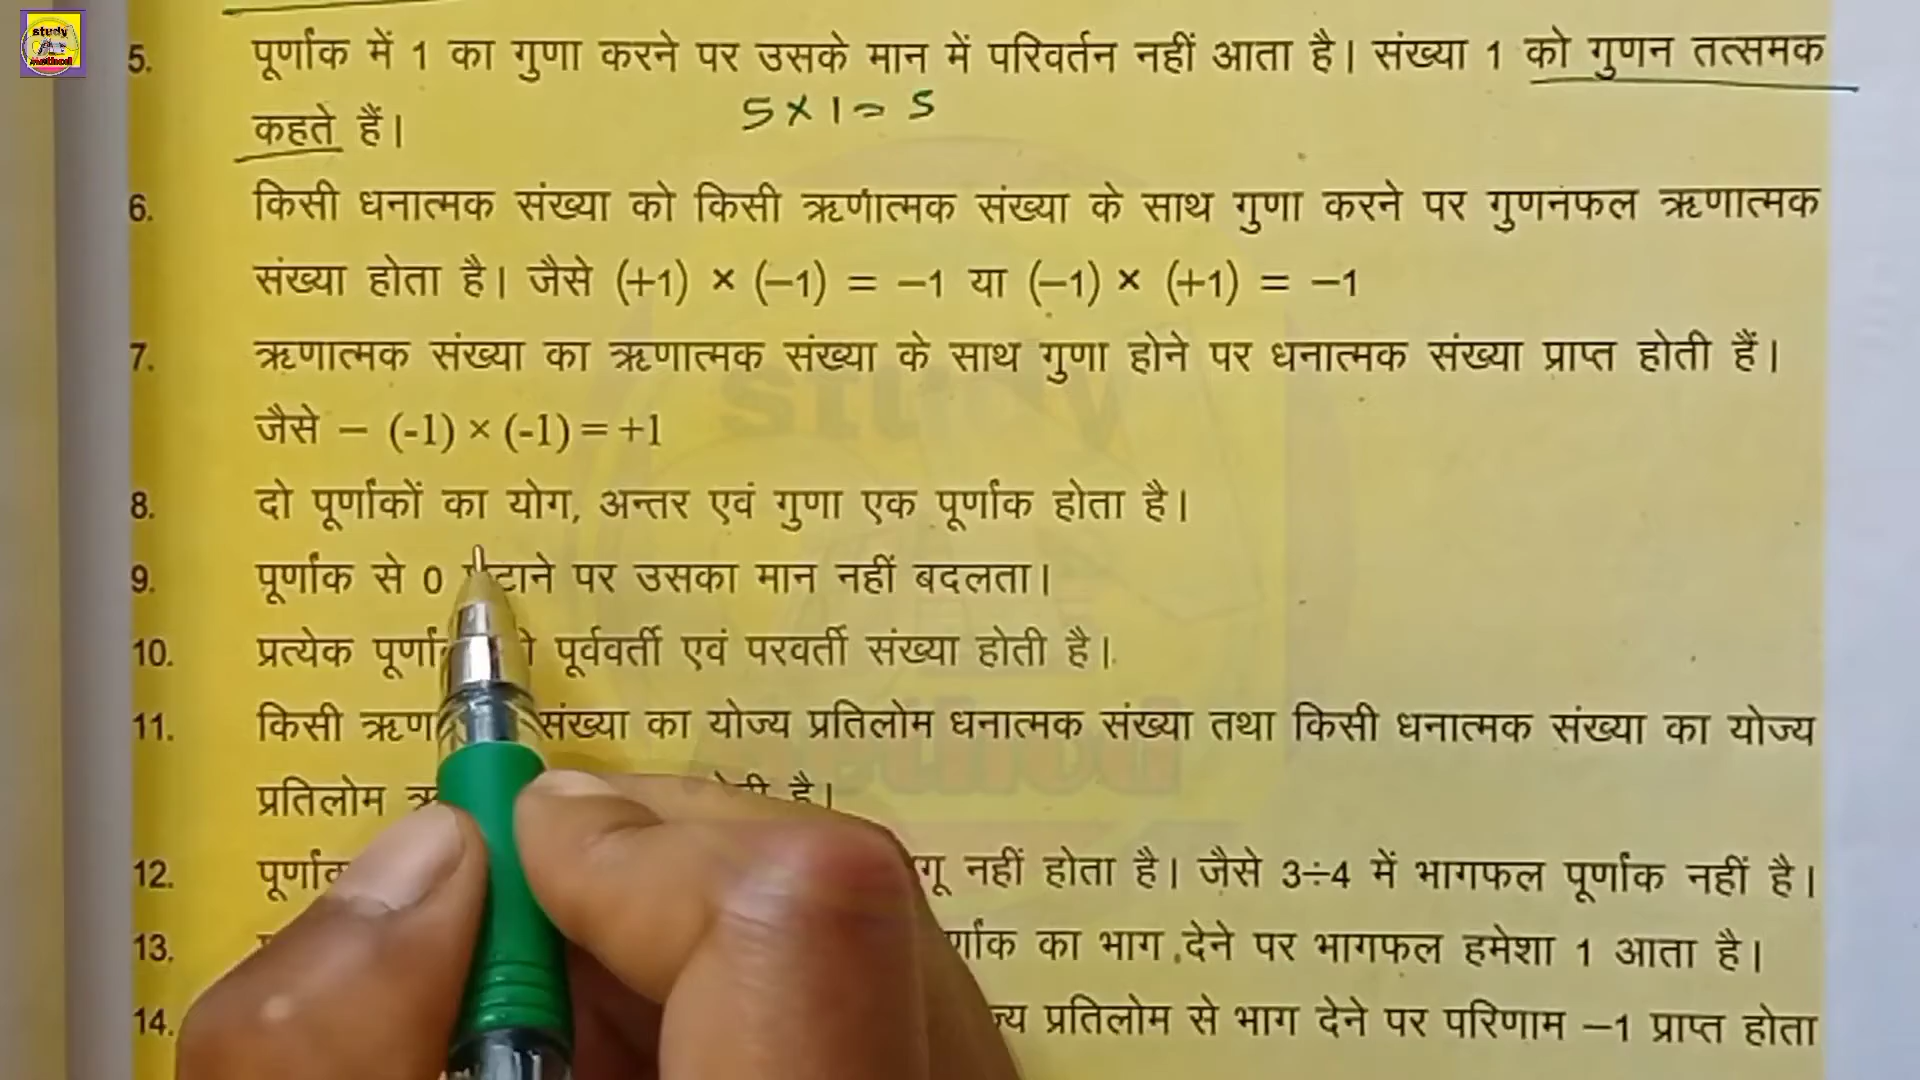 study
method
5. पूर्णांक में 1 का गुणा करने पर उसके मान में परिवर्तन नहीं आता है। संख्या 1 को गुणन तत्समक
कहते हैं।
5 × 1 = 5
6. किसी धनात्मक संख्या को किसी ऋणात्मक संख्या के साथ गुणा करने पर गुणनफल ऋणात्मक
संख्या होता है। जैसे (+1) × (–1) = –1 या (–1) × (+1) = –1
7. ऋणात्मक संख्या का ऋणात्मक संख्या के साथ गुणा होने पर धनात्मक संख्या प्राप्त होती हैं।
जैसे – (-1) × (-1) = +1
8. दो पूर्णांकों का योग, अन्तर एवं गुणा एक पूर्णांक होता है।
9. पूर्णांक से 0 पर उसका मान नहीं बदलता।
10. प्रत्येक पूर्ववर्ती एवं परवर्ती संख्या होती है।
11. किसी संख्या का योज्य प्रतिलोम धनात्मक संख्या तथा किसी धनात्मक संख्या का योज्य
प्रतिलोम है।
12. नहीं होता है। जैसे 3÷4 में भागफल पूर्णांक नहीं है।
13. का भाग देने पर भागफल हमेशा 1 आता है।
14. प्रतिलोम से भाग देने पर परिणाम –1 प्राप्त होता